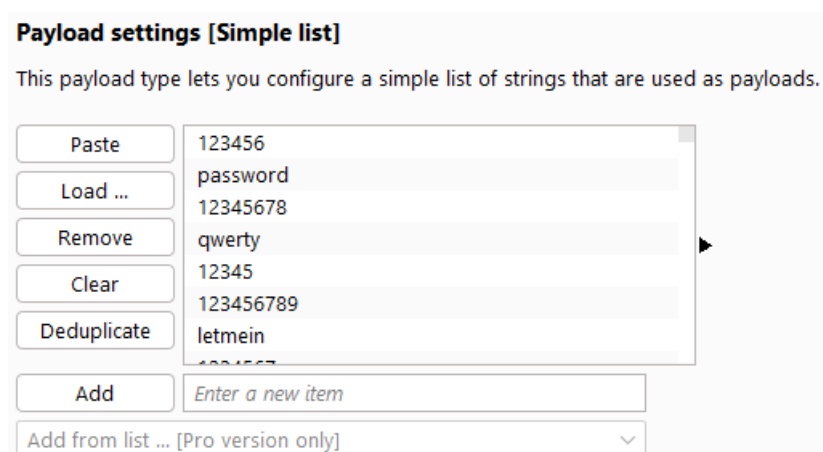 Payload settings [Simple list]
This payload type lets you configure a simple list of strings that are used as payloads.
Paste
Load ...
Remove
Clear
Deduplicate
123456
password
12345678
qwerty
12345
123456789
letmein
1234567
Add
Enter a new item
Add from list ... [Pro version only]